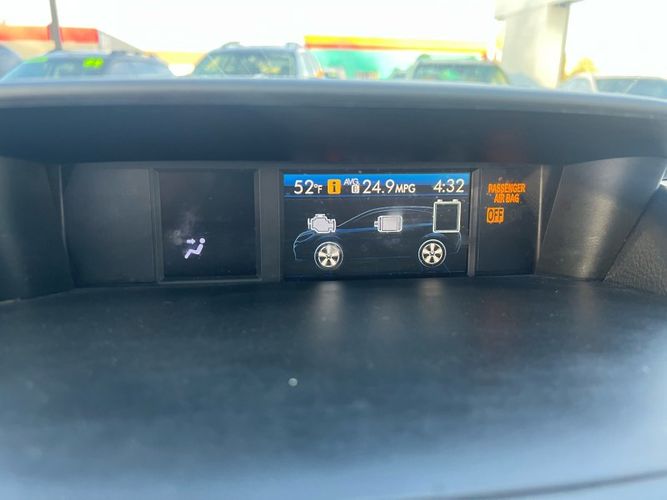 52°F i AVG B 24.9MPG 4:32
PASSENGER
AIR BAG
OFF